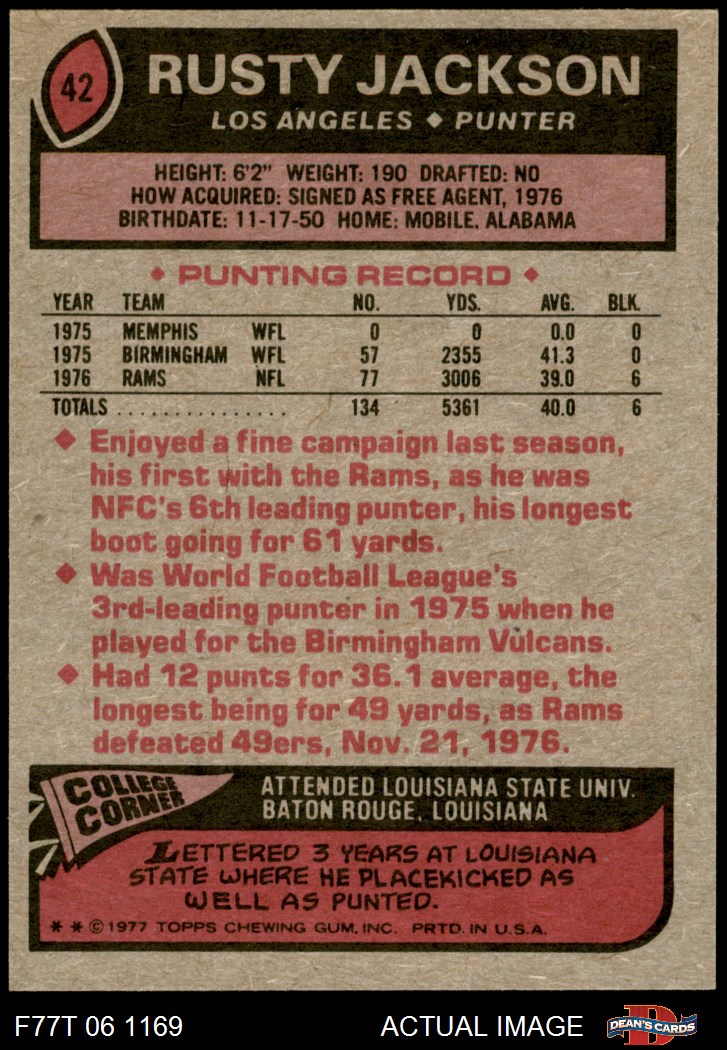 42
RUSTY JACKSON
LOS ANGELES ◆ PUNTER
HEIGHT: 6'2" WEIGHT: 190 DRAFTED: NO
HOW ACQUIRED: SIGNED AS FREE AGENT, 1976
BIRTHDATE: 11-17-50 HOME: MOBILE, ALABAMA
◆ PUNTING RECORD ◆
YEAR TEAM NO. YDS. AVG. BLK.
1975 MEMPHIS WFL 0 0 0.0 0
1975 BIRMINGHAM WFL 57 2355 41.3 0
1976 RAMS NFL 77 3006 39.0 6
TOTALS . . . . . . . . . . . . . . . 134 5361 40.0 6
◆ Enjoyed a fine campaign last season,
his first with the Rams, as he was
NFC's 6th leading punter, his longest
boot going for 61 yards.
◆ Was World Football League's
3rd-leading punter in 1975 when he
played for the Birmingham Vulcans.
◆ Had 12 punts for 36.1 average, the
longest being for 49 yards, as Rams
defeated 49ers, Nov. 21, 1976.
COLLEGE
CORNER
ATTENDED LOUISIANA STATE UNIV.
BATON ROUGE, LOUISIANA
LETTERED 3 YEARS AT LOUISIANA
STATE WHERE HE PLACEKICKED AS
WELL AS PUNTED.
* * © 1977 TOPPS CHEWING GUM, INC. PRTD. IN U.S.A.
F77T 06 1169 ACTUAL IMAGE D DEAN'S CARDS